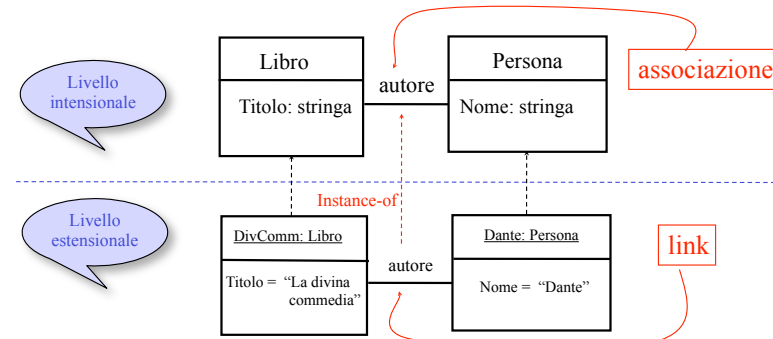 Livello
intensionale
Libro
Titolo: stringa
autore
Persona
Nome: stringa
associazione
Instance-of
Livello
estensionale
DivComm: Libro
Titolo = “La divina
commedia”
autore
Dante: Persona
Nome = “Dante”
link